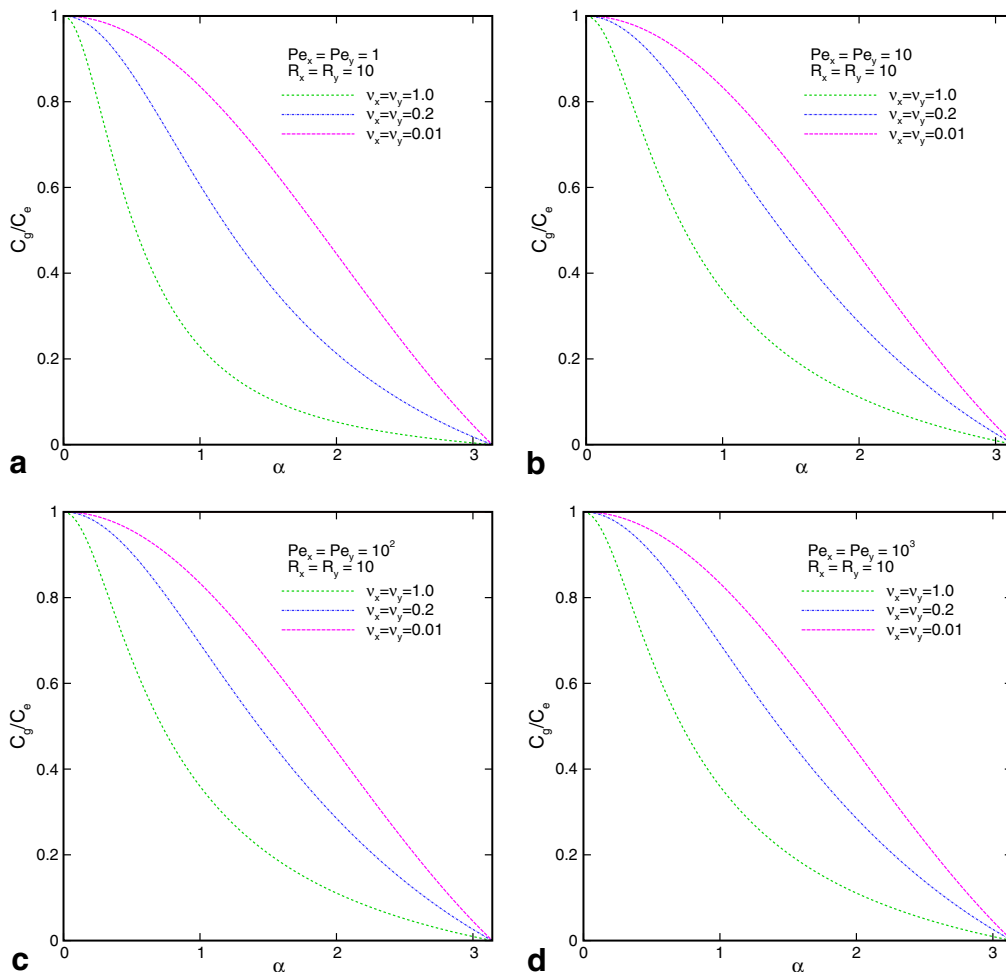 1
0.8
0.6
0.4
0.2
0
C_g/C_e
Pe_x = Pe_y = 1
R_x = R_y = 10
ν_x=ν_y=1.0
ν_x=ν_y=0.2
ν_x=ν_y=0.01
0 1 2 3
α
a
1
0.8
0.6
0.4
0.2
0
C_g/C_e
Pe_x = Pe_y = 10
R_x = R_y = 10
ν_x=ν_y=1.0
ν_x=ν_y=0.2
ν_x=ν_y=0.01
0 1 2 3
α
b
1
0.8
0.6
0.4
0.2
0
C_g/C_e
Pe_x = Pe_y = 10²
R_x = R_y = 10
ν_x=ν_y=1.0
ν_x=ν_y=0.2
ν_x=ν_y=0.01
0 1 2 3
α
c
1
0.8
0.6
0.4
0.2
0
C_g/C_e
Pe_x = Pe_y = 10³
R_x = R_y = 10
ν_x=ν_y=1.0
ν_x=ν_y=0.2
ν_x=ν_y=0.01
0 1 2 3
α
d